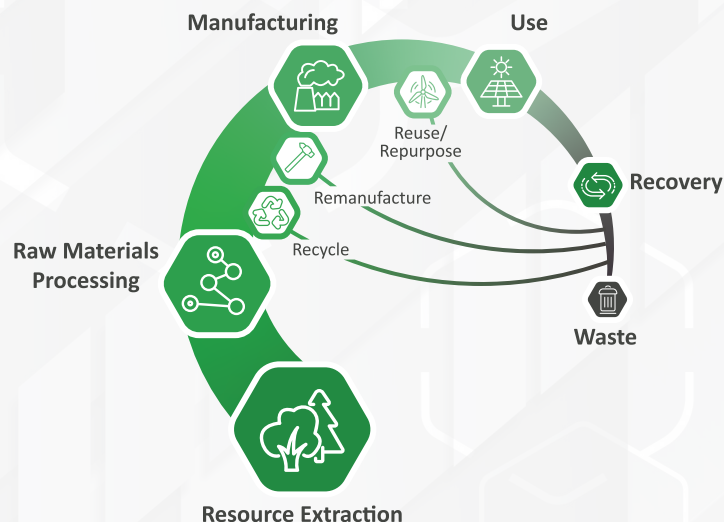 Manufacturing
Use
Reuse/
Repurpose
Recovery
Remanufacture
Recycle
Raw Materials
Processing
Waste
Resource Extraction